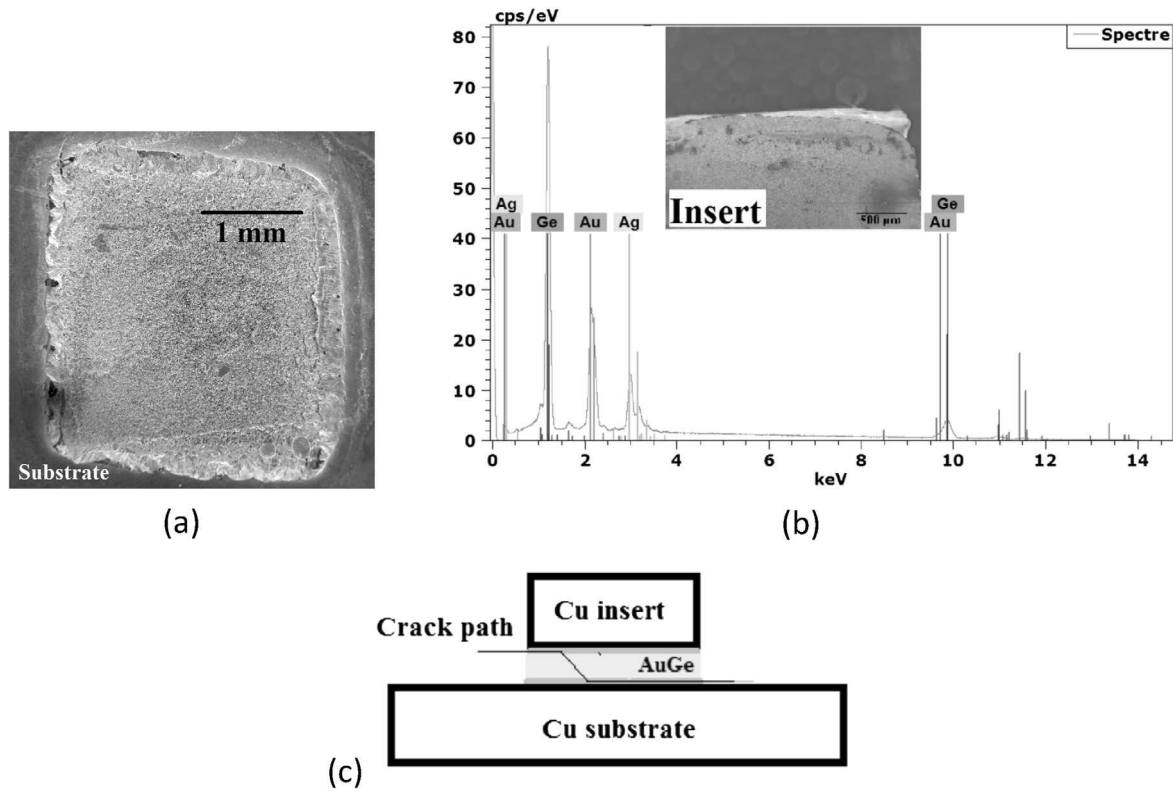 cps/eV
Spectre
80
70
60
50
40
30
20
10
0
Ag
Au
Ge
Au
Ag
Ge
Au
Insert
500 µm
0 2 4 6 8 10 12 14
keV
1 mm
Substrate
(a)
(b)
Cu insert
Crack path
AuGe
Cu substrate
(c)